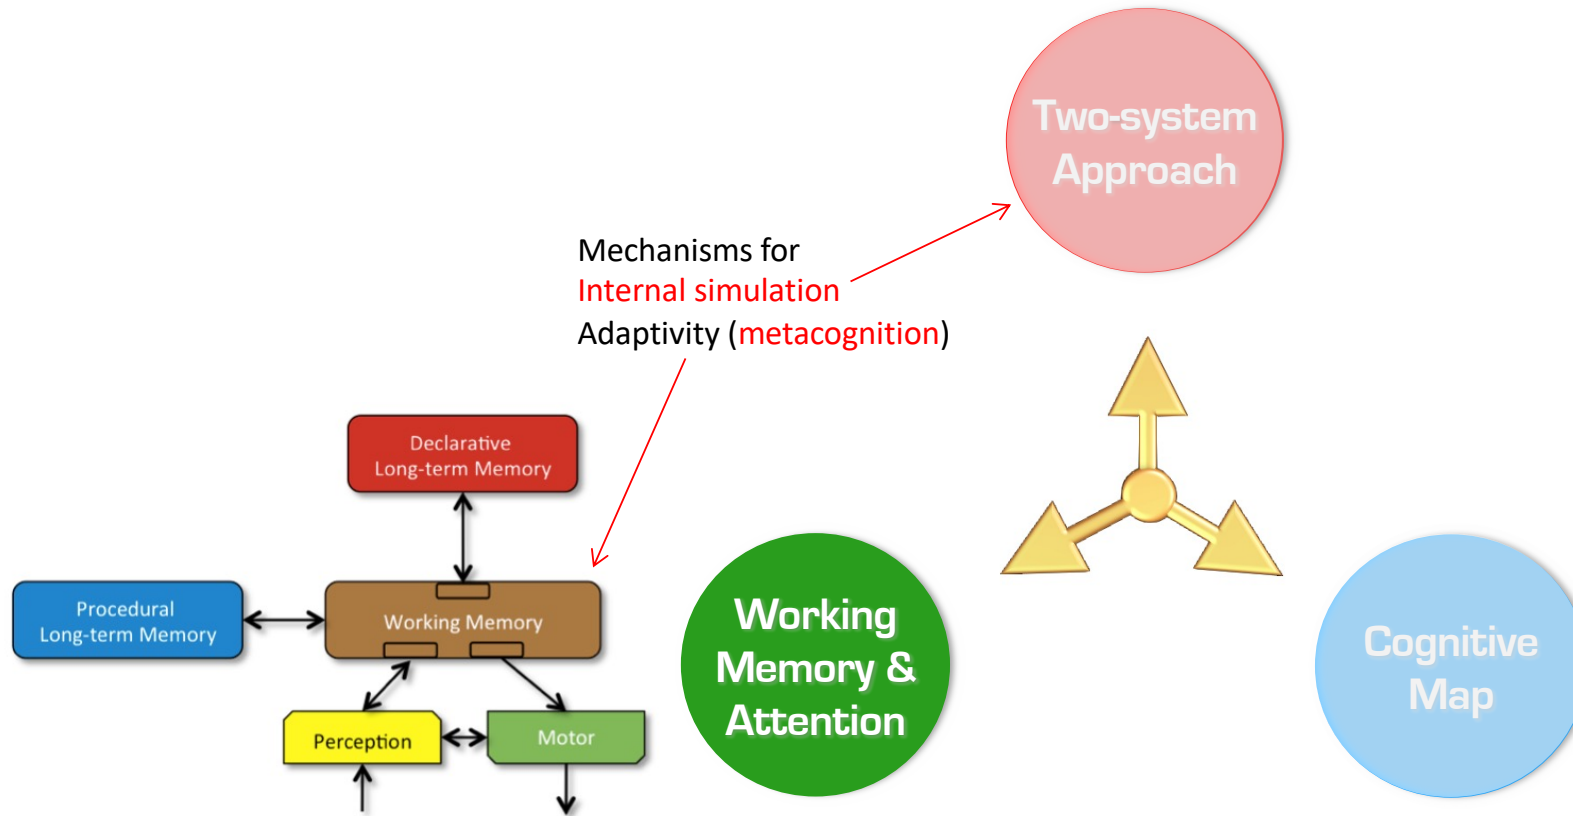 Two-system
Approach
Mechanisms for
Internal simulation
Adaptivity (metacognition)
Declarative
Long-term Memory
Procedural
Long-term Memory
Working Memory
Perception
Motor
Working
Memory &
Attention
Cognitive
Map